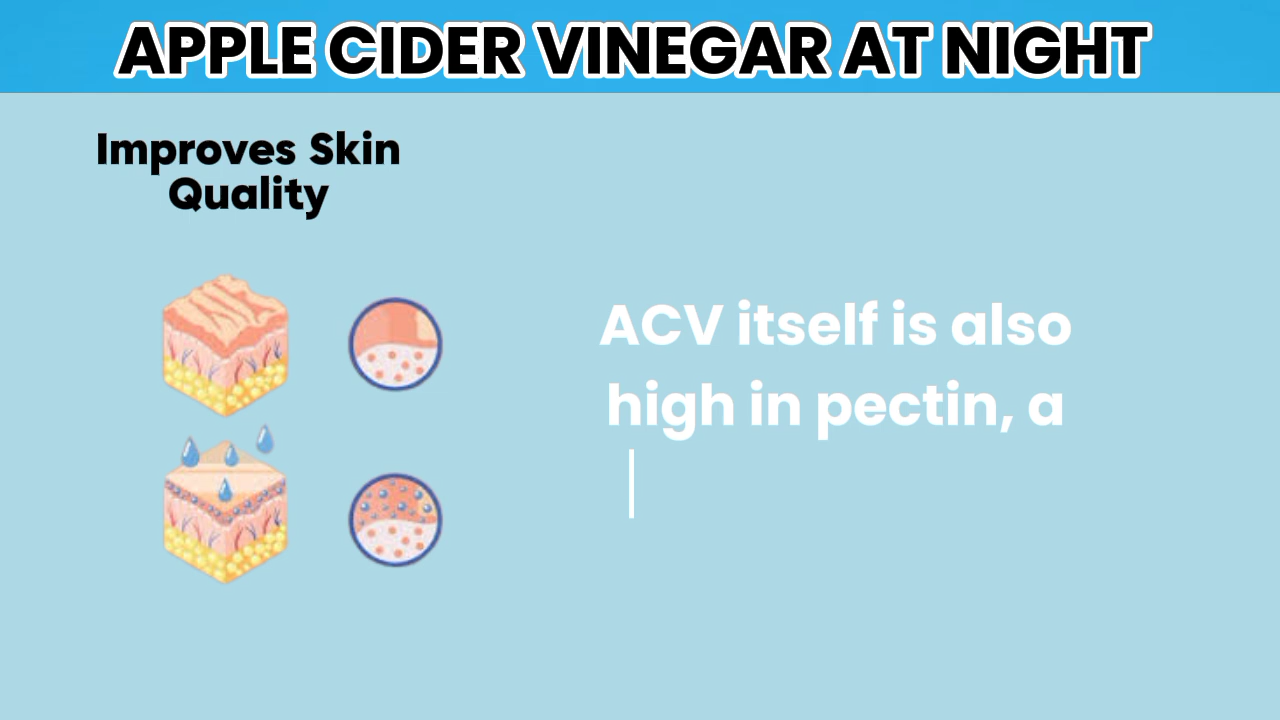 APPLE CIDER VINEGAR AT NIGHT
Improves Skin
Quality
ACV itself is also
high in pectin, a